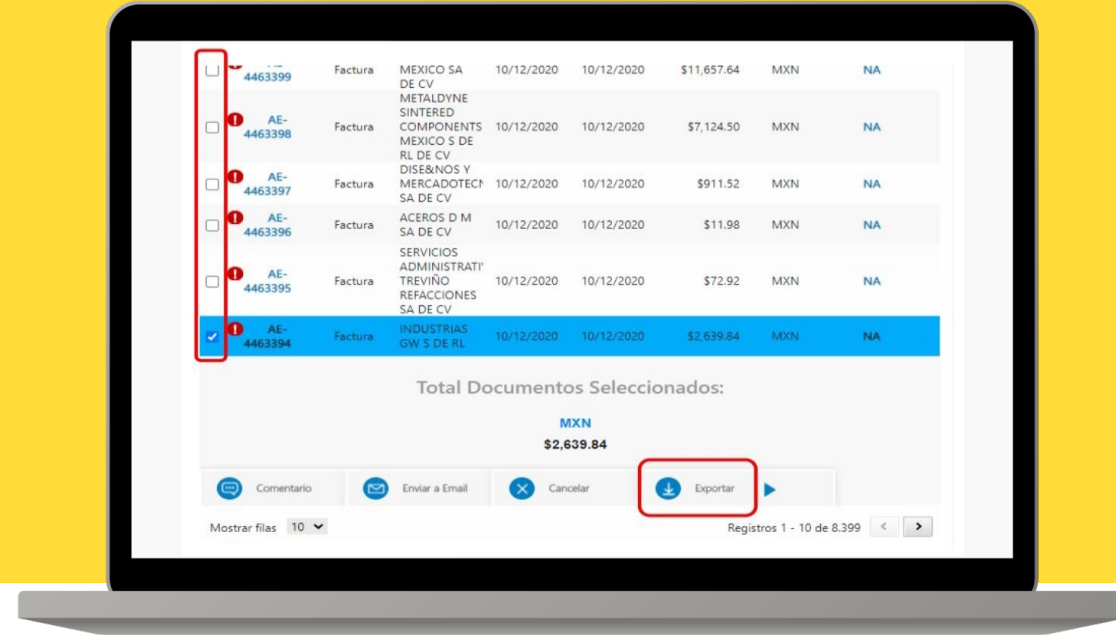 4463399 Factura MEXICO SA DE CV 10/12/2020 10/12/2020 $11,657.64 MXN NA
AE-4463398 Factura METALDYNE SINTERED COMPONENTS MEXICO S DE RL DE CV 10/12/2020 10/12/2020 $7,124.50 MXN NA
AE-4463397 Factura DISE&NOS Y MERCADOTECN SA DE CV 10/12/2020 10/12/2020 $911.52 MXN NA
AE-4463396 Factura ACEROS D M SA DE CV 10/12/2020 10/12/2020 $11.98 MXN NA
AE-4463395 Factura SERVICIOS ADMINISTRATI TREVIÑO REFACCIONES SA DE CV 10/12/2020 10/12/2020 $72.92 MXN NA
AE-4463394 Factura INDUSTRIAS GW S DE RL 10/12/2020 10/12/2020 $2,639.84 MXN NA
Total Documentos Seleccionados:
MXN
$2,639.84
Comentario Enviar a Email Cancelar Exportar
Mostrar filas 10 Registros 1 - 10 de 8.399 < >